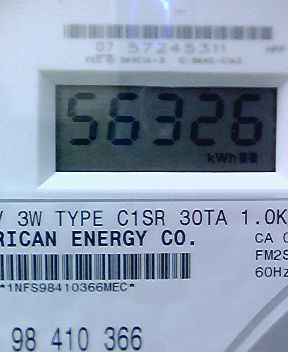 07 57245311
56326
kWh
V 3W TYPE C1SR 30TA 1.0K
RICAN ENERGY CO.
CA 0
FM2S
60Hz
*1NFS98410366MEC*
98 410 366